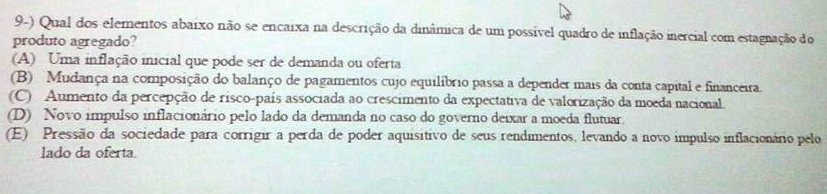 9-) Qual dos elementos abaixo não se encaixa na descrição da dinâmica de um possível quadro de inflação inercial com estagnação do
produto agregado?
(A) Uma inflação inicial que pode ser de demanda ou oferta
(B) Mudança na composição do balanço de pagamentos cujo equilíbrio passa a depender mais da conta capital e financeira.
(C) Aumento da percepção de risco-país associada ao crescimento da expectativa de valorização da moeda nacional.
(D) Novo impulso inflacionário pelo lado da demanda no caso do governo deixar a moeda flutuar.
(E) Pressão da sociedade para corrigir a perda de poder aquisitivo de seus rendimentos, levando a novo impulso inflacionário pelo
lado da oferta.